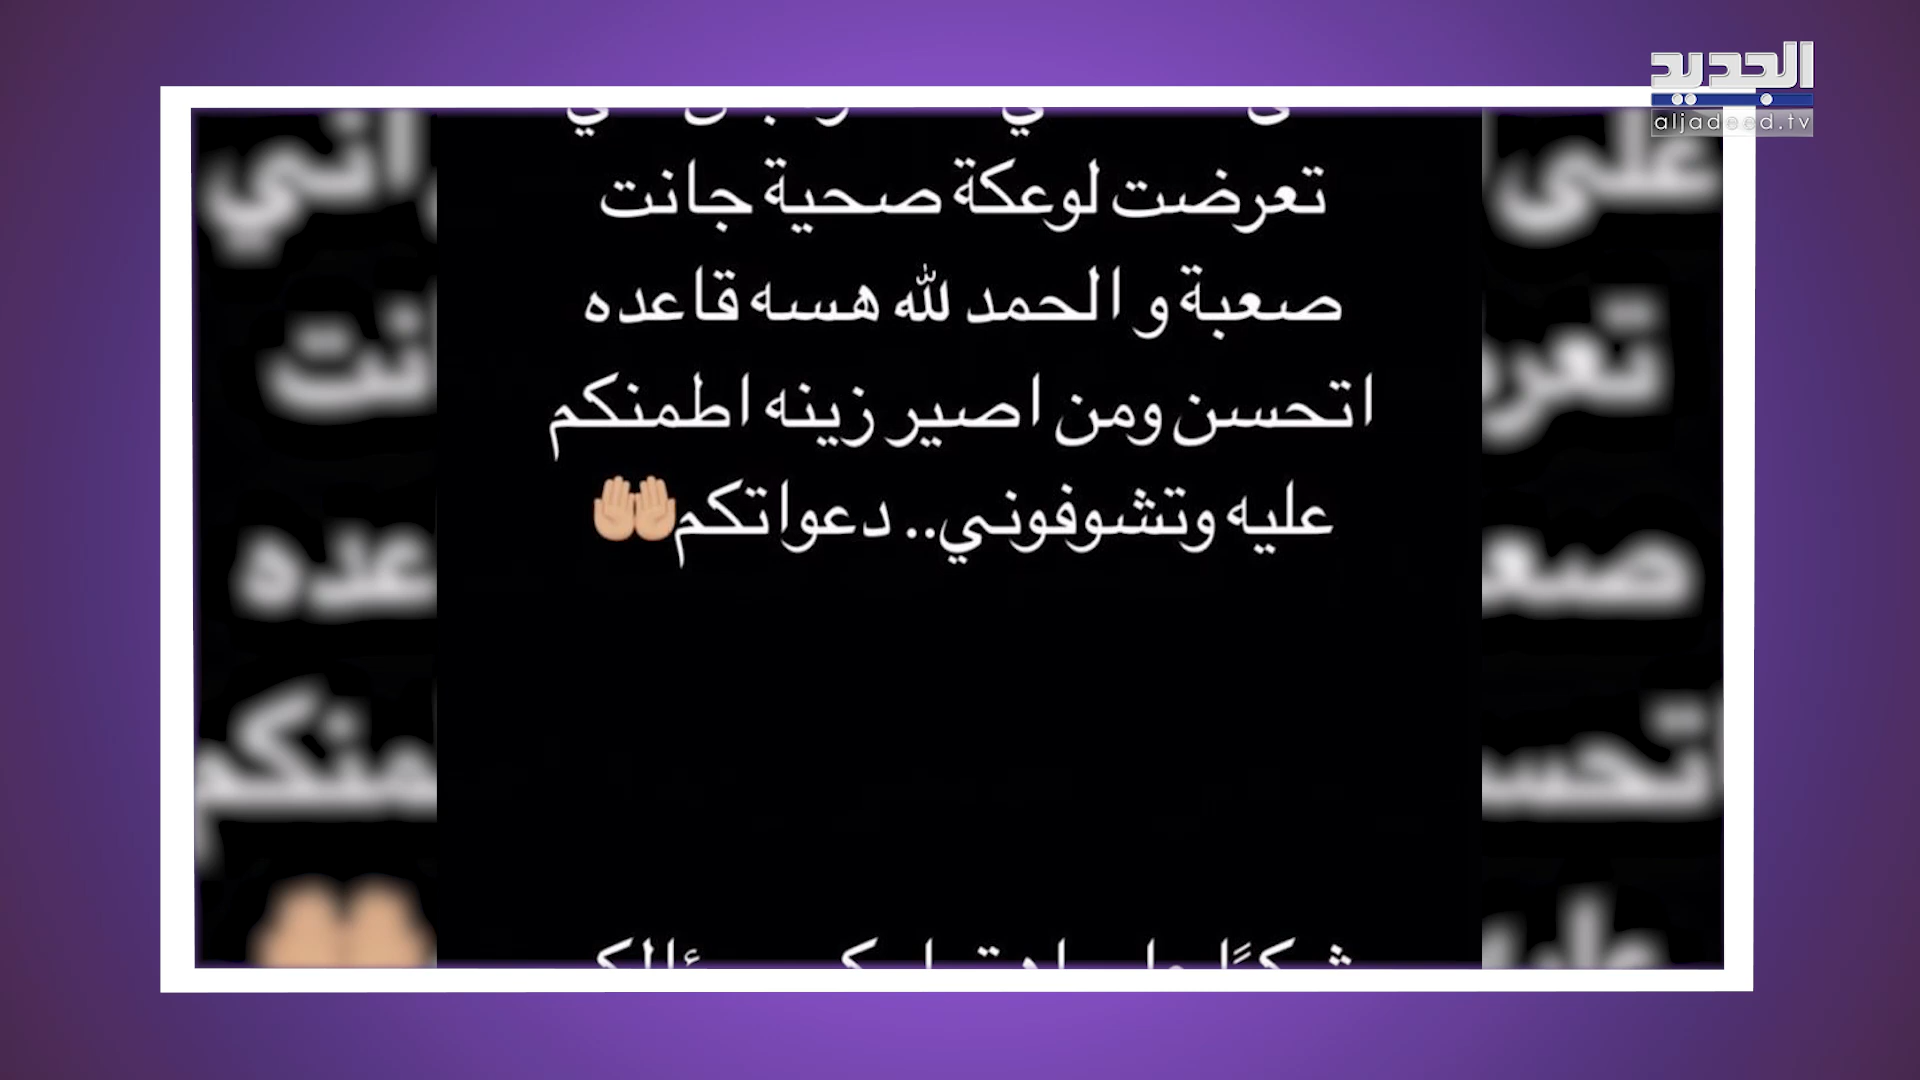 الجديد
aljadeed.tv
تعرضت لوعكة صحية جانت
صعبة و الحمد لله هسه قاعده
اتحسن ومن اصير زينه اطمنكم
عليه وتشوفوني.. دعواتكم🤲🏼